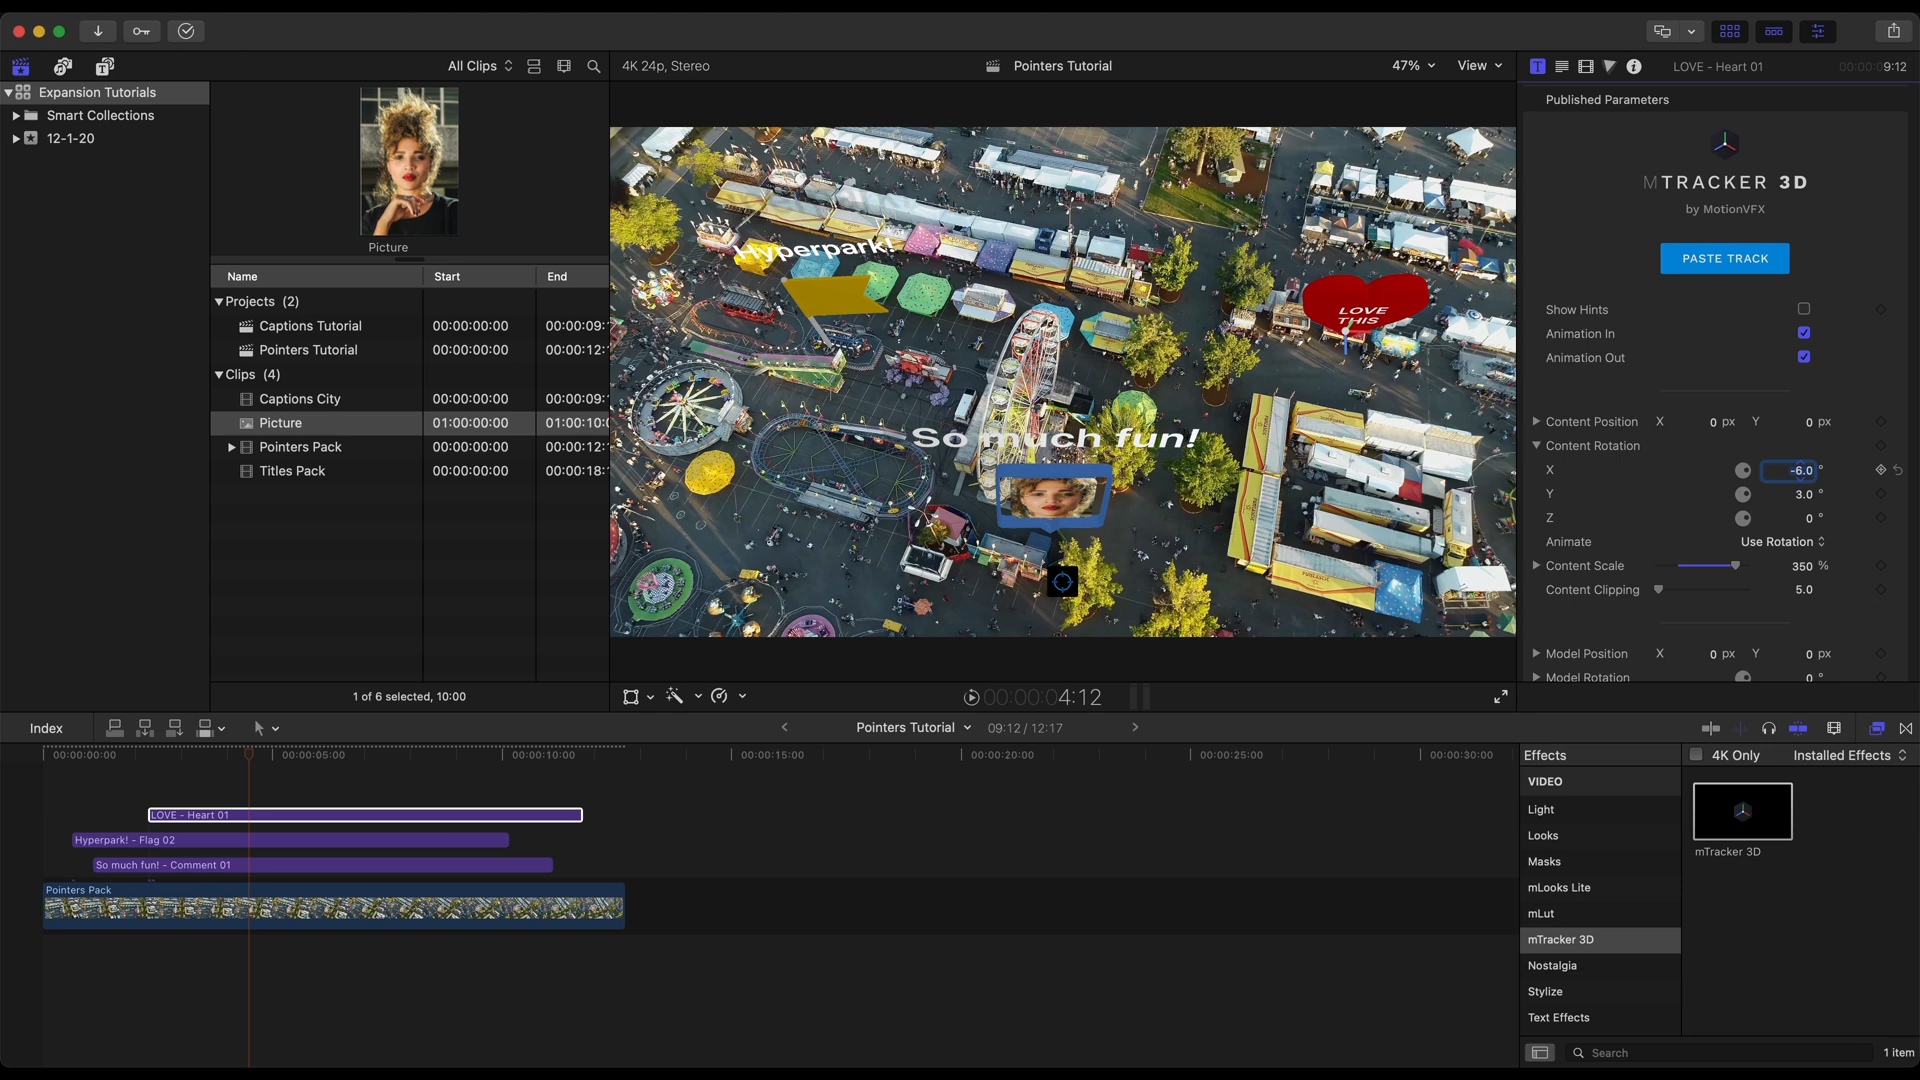 All Clips
4K 24p, Stereo
Pointers Tutorial
47%
View
LOVE - Heart 01
00:00:09:12
Expansion Tutorials
Smart Collections
12-1-20
Picture
Name Start End
Projects (2)
Captions Tutorial 00:00:00:00 00:00:09:
Pointers Tutorial 00:00:00:00 00:00:12:
Clips (4)
Captions City 00:00:00:00 00:00:09:
Picture 01:00:00:00 01:00:10:0
Pointers Pack 00:00:00:00 00:00:12:
Titles Pack 00:00:00:00 00:00:18:
1 of 6 selected, 10:00
Hyperpark!
LOVE
THIS
So much fun!
00:00:04:12
Published Parameters
MTRACKER 3D
by MotionVFX
PASTE TRACK
Show Hints
Animation In
Animation Out
Content Position X 0 px Y 0 px
Content Rotation
X -6.0 °
Y 3.0 °
Z 0 °
Animate Use Rotation
Content Scale 350 %
Content Clipping 5.0
Model Position X 0 px Y 0 px
Model Rotation 0 °
Index
Pointers Tutorial
09:12 / 12:17
00:00:00:00 00:00:05:00 00:00:10:00 00:00:15:00 00:00:20:00 00:00:25:00 00:00:30:00
LOVE - Heart 01
Hyperpark! - Flag 02
So much fun! - Comment 01
Pointers Pack
Effects
4K Only
Installed Effects
VIDEO
Light
Looks
Masks
mLooks Lite
mLut
mTracker 3D
Nostalgia
Stylize
Text Effects
mTracker 3D
Search
1 item